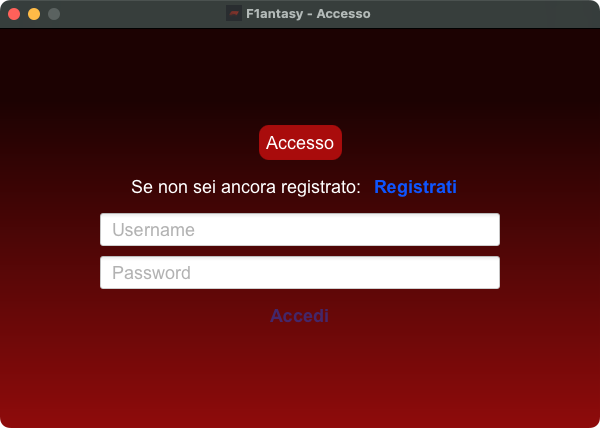 F1antasy - Accesso
Accesso
Se non sei ancora registrato: Registrati
Username
Password
Accedi